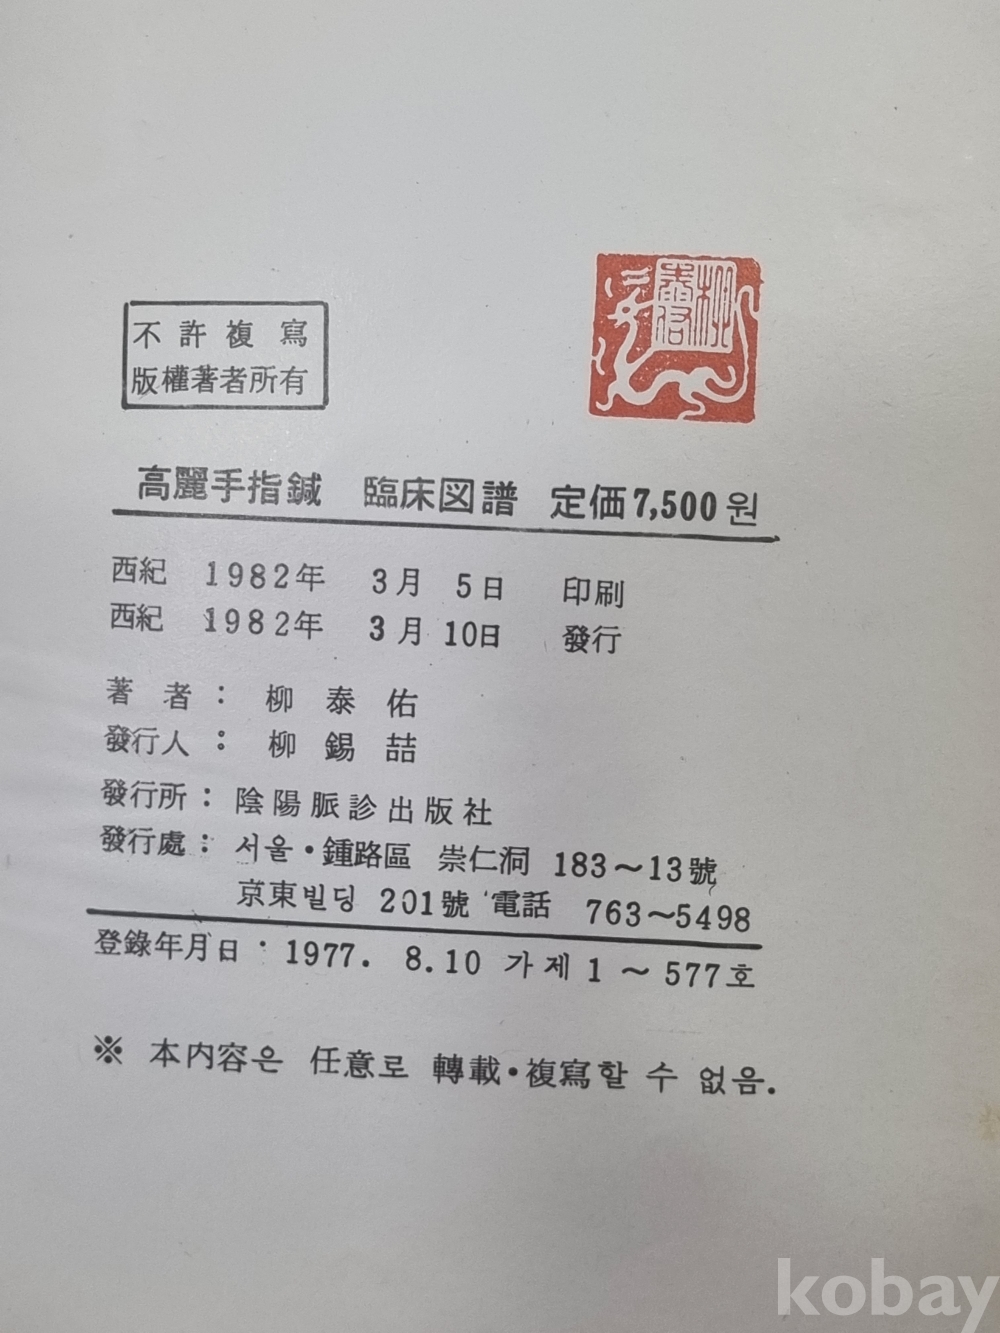 不許複寫
版權著者所有
高麗手指鍼 臨床図譜 定価7,500원
西紀 1982年 3月 5日 印刷
西紀 1982年 3月 10日 發行
著者 : 柳泰佑
發行人 : 柳錫喆
發行所 : 陰陽脈診出版社
發行處 : 서울·鍾路區 崇仁洞 183~13號
京東빌딩 201號 電話 763~5498
登錄年月日· 1977. 8.10 가제1~577호
※ 本内容은 任意로 轉載·複寫할 수 없음.
kobay